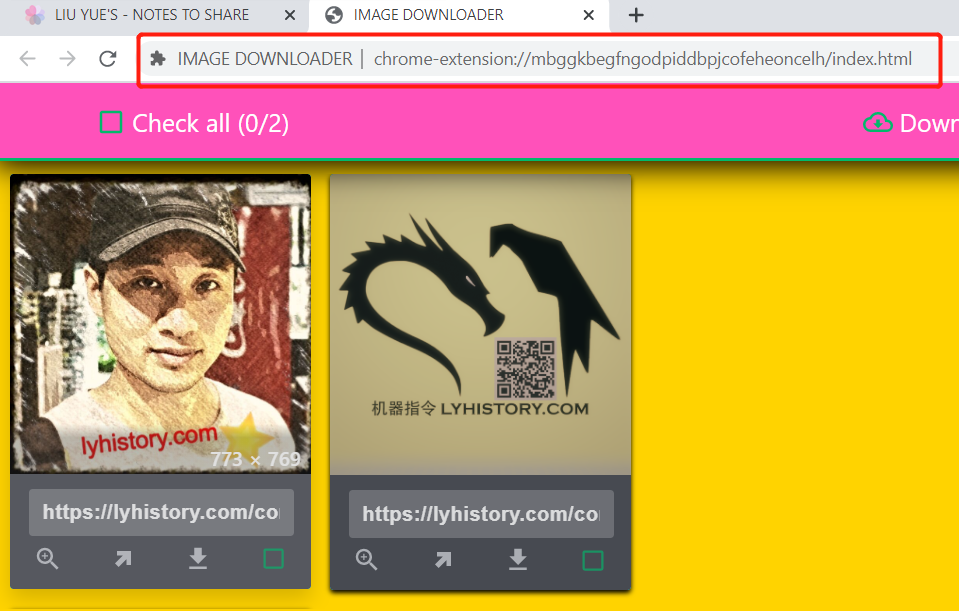 LIU YUE'S - NOTES TO SHARE
IMAGE DOWNLOADER
IMAGE DOWNLOADER | chrome-extension://mbggkbegfngodpiddbpjcofeheoncelh/index.html
Check all (0/2)
Down
lyhistory.com
773 × 769
机器指令 LYHISTORY.COM
https://lyhistory.com/co
https://lyhistory.com/co